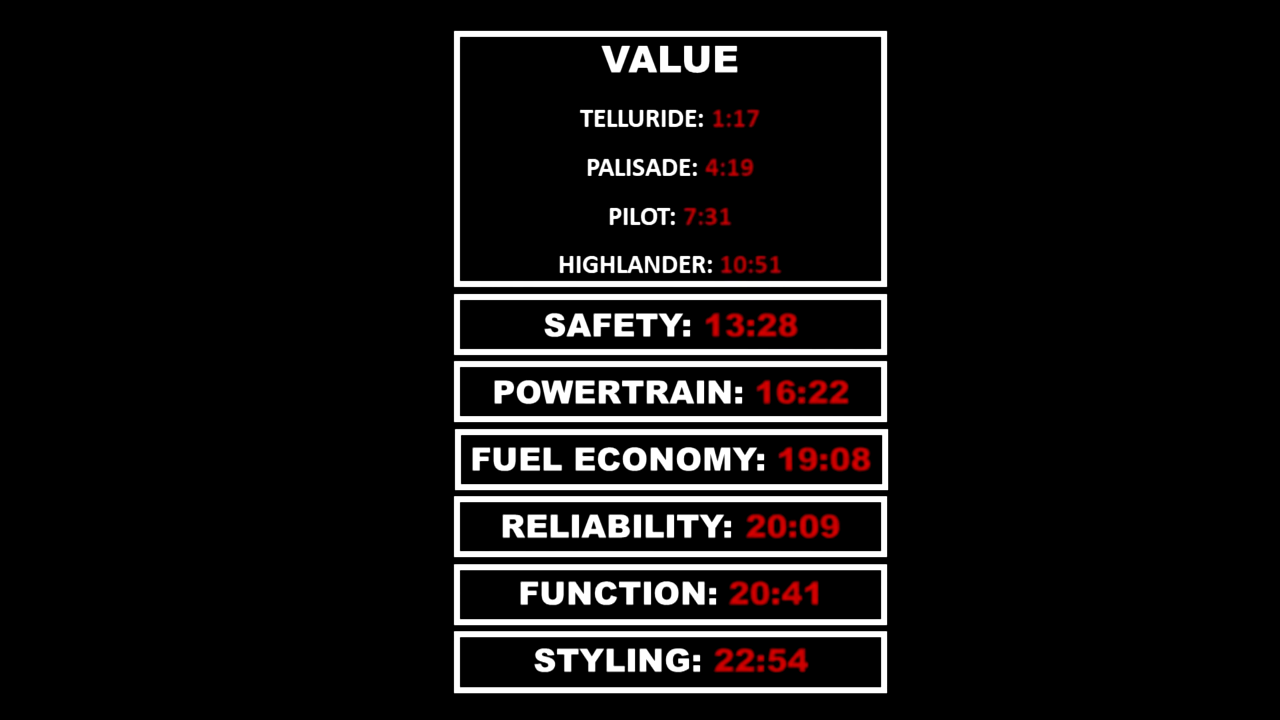 VALUE
TELLURIDE: 1:17
PALISADE: 4:19
PILOT: 7:31
HIGHLANDER: 10:51
SAFETY: 13:28
POWERTRAIN: 16:22
FUEL ECONOMY: 19:08
RELIABILITY: 20:09
FUNCTION: 20:41
STYLING: 22:54